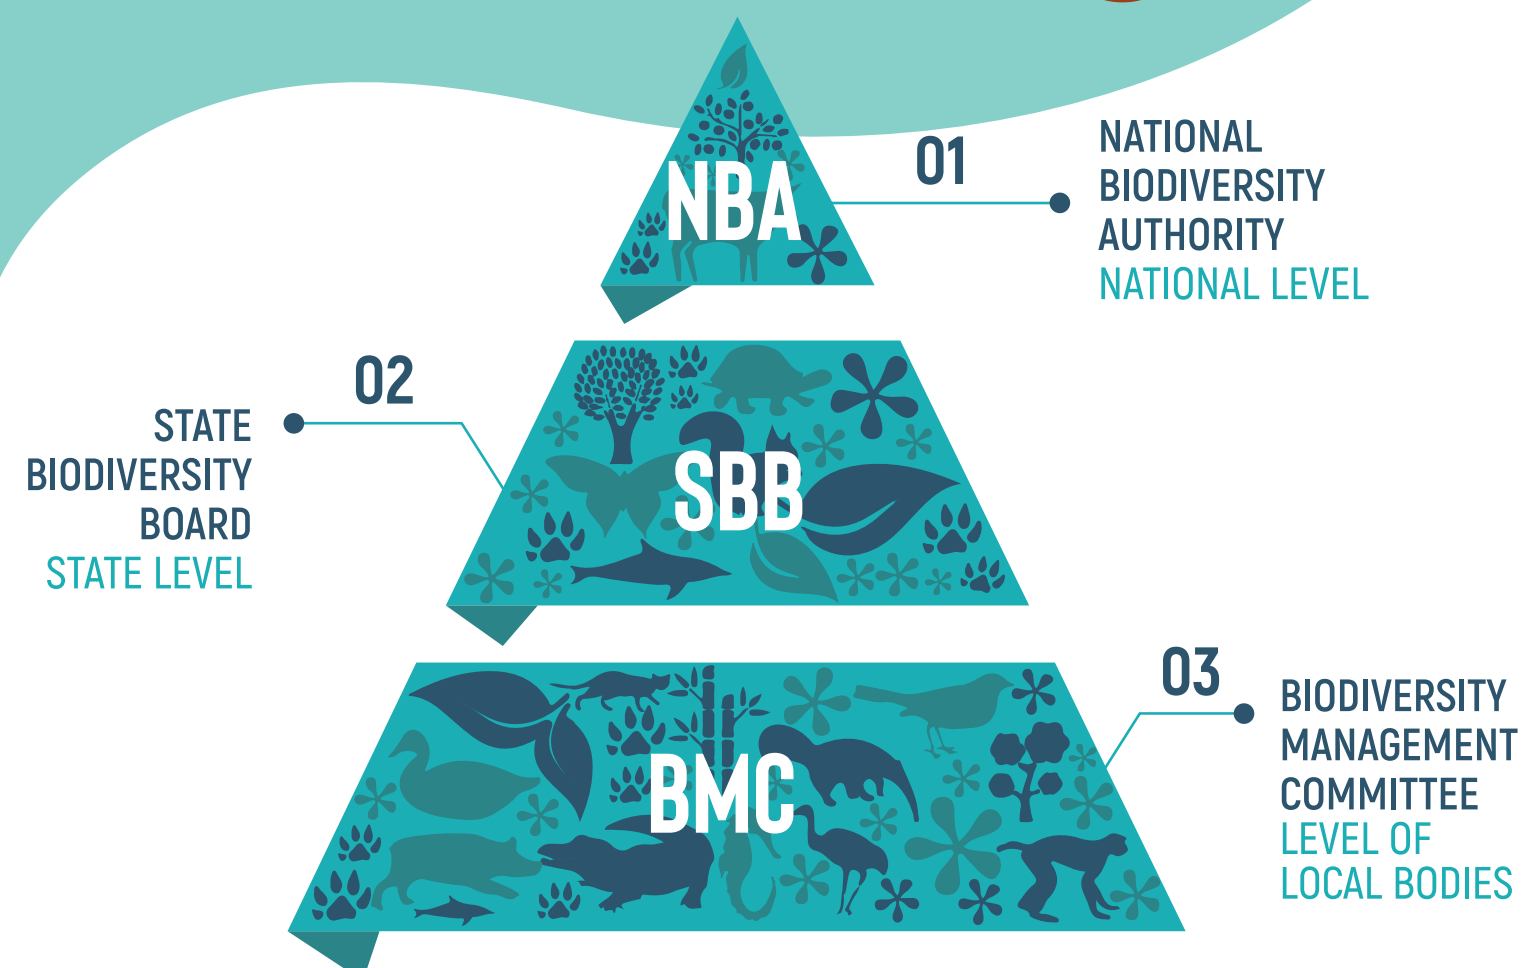 NBA
01
NATIONAL
BIODIVERSITY
AUTHORITY
NATIONAL LEVEL
02
STATE
BIODIVERSITY
BOARD
STATE LEVEL
SBB
03
BIODIVERSITY
MANAGEMENT
COMMITTEE
LEVEL OF
LOCAL BODIES
BMC